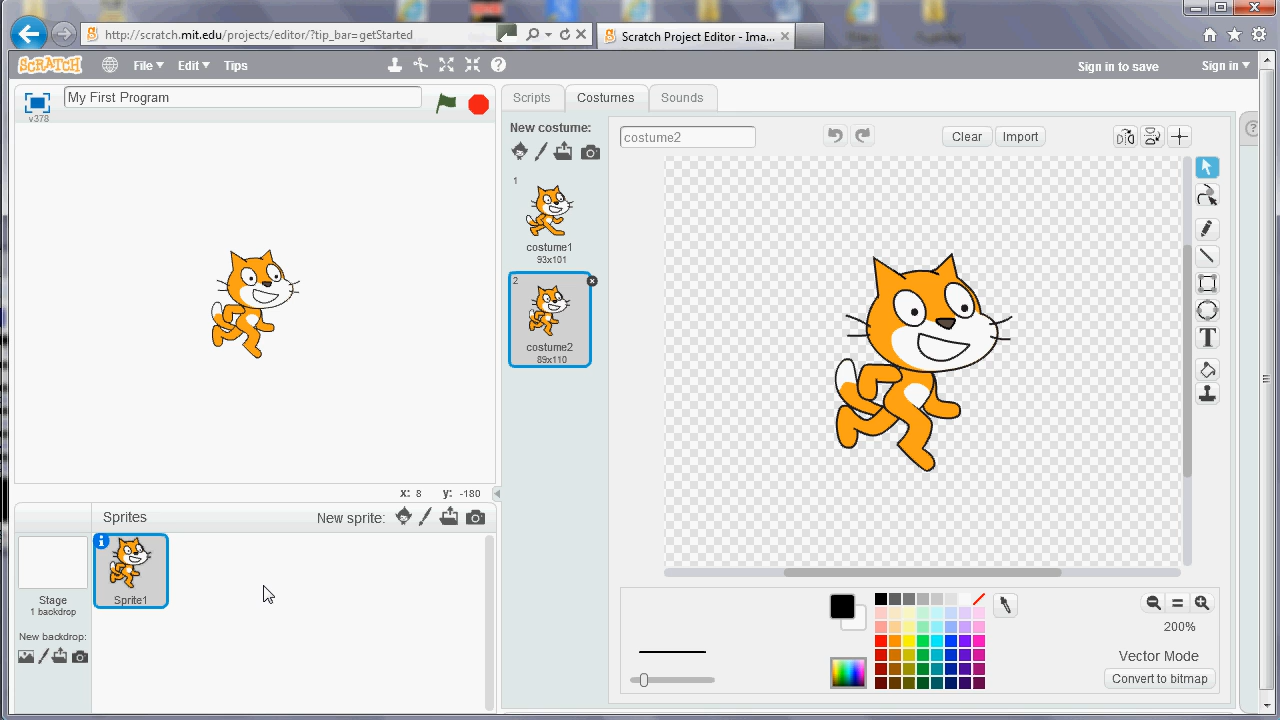 http://scratch.mit.edu/projects/editor/?tip_bar=getStarted
Scratch Project Editor - Ima...
SCRATCH
File Edit Tips
Sign in to save Sign in
My First Program
v378
Scripts Costumes Sounds
New costume:
costume2
Clear Import
1
costume1
93x101
2
costume2
89x110
T
x: 8 y: -180
Sprites New sprite:
Sprite1
Stage
1 backdrop
New backdrop:
200%
Vector Mode
Convert to bitmap